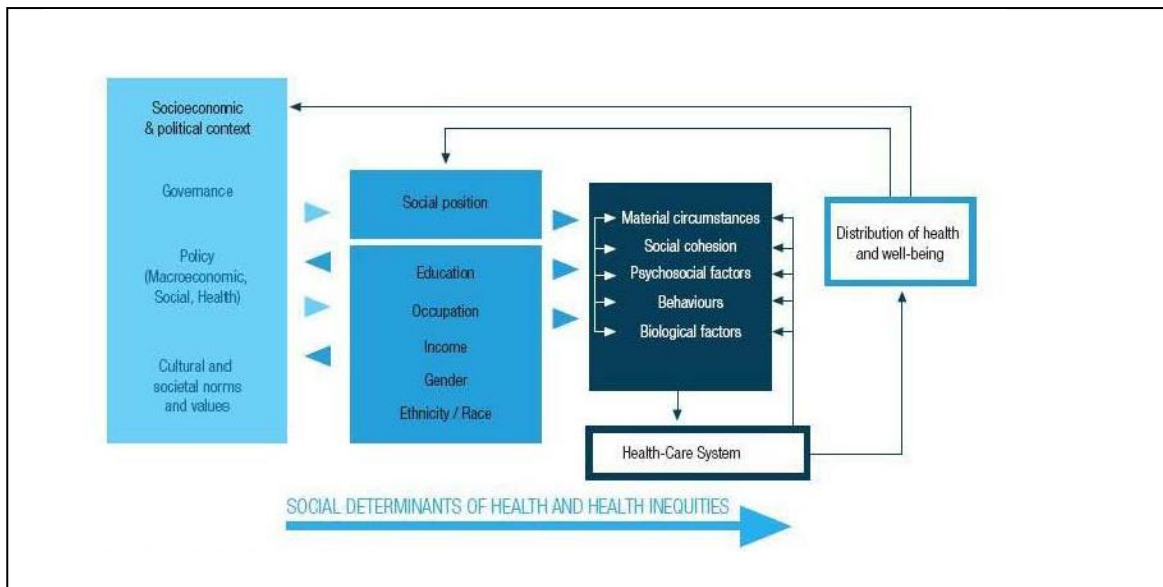 Socioeconomic
& political context
Governance
Policy
(Macroeconomic,
Social, Health)
Cultural and
societal norms
and values
Social position
Education
Occupation
Income
Gender
Ethnicity / Race
Material circumstances
Social cohesion
Psychosocial factors
Behaviours
Biological factors
Health-Care System
Distribution of health
and well-being
SOCIAL DETERMINANTS OF HEALTH AND HEALTH INEQUITIES